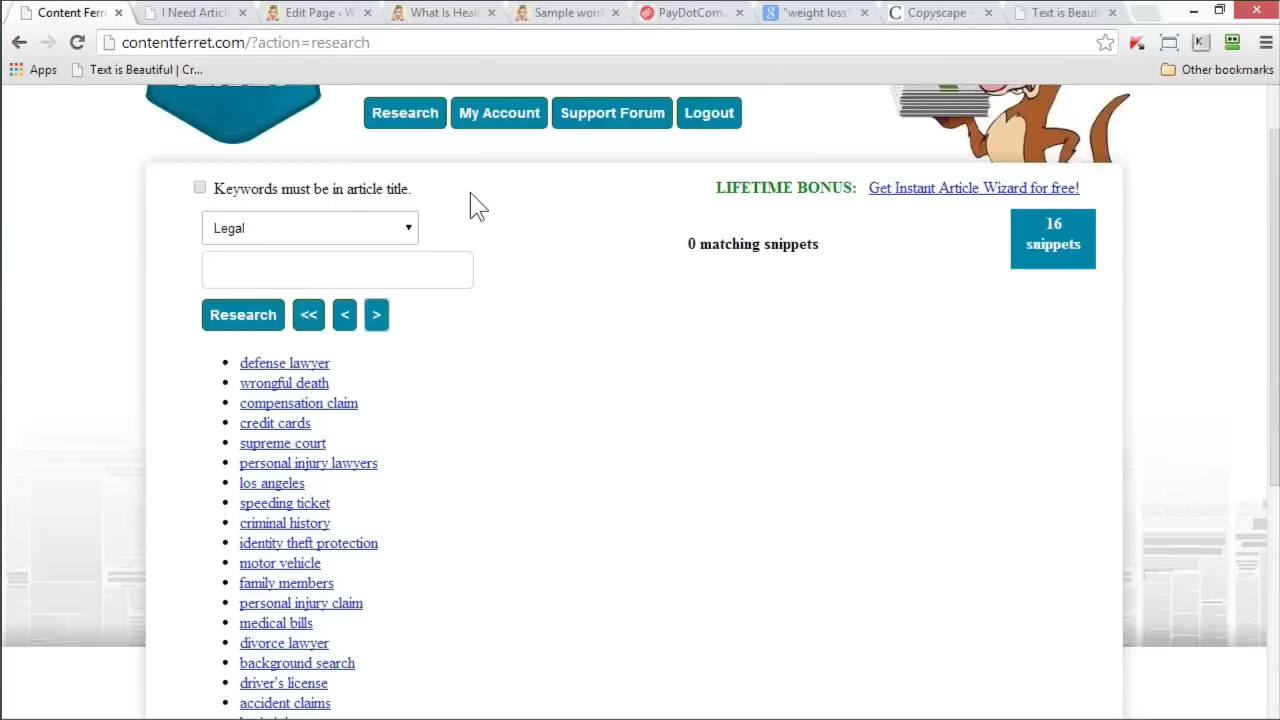 Content Ferr
I Need Articl
Edit Page ‹ W
What Is Heal
Sample word
PayDotCom
"weight loss"
Copyscape -
Text is Beaut
contentferret.com/?action=research
Apps
Text is Beautiful | Cr...
Other bookmarks
Research
My Account
Support Forum
Logout
Keywords must be in article title.
LIFETIME BONUS: Get Instant Article Wizard for free!
Legal
0 matching snippets
16
snippets
Research
<<
<
>
defense lawyer
wrongful death
compensation claim
credit cards
supreme court
personal injury lawyers
los angeles
speeding ticket
criminal history
identity theft protection
motor vehicle
family members
personal injury claim
medical bills
divorce lawyer
background search
driver's license
accident claims